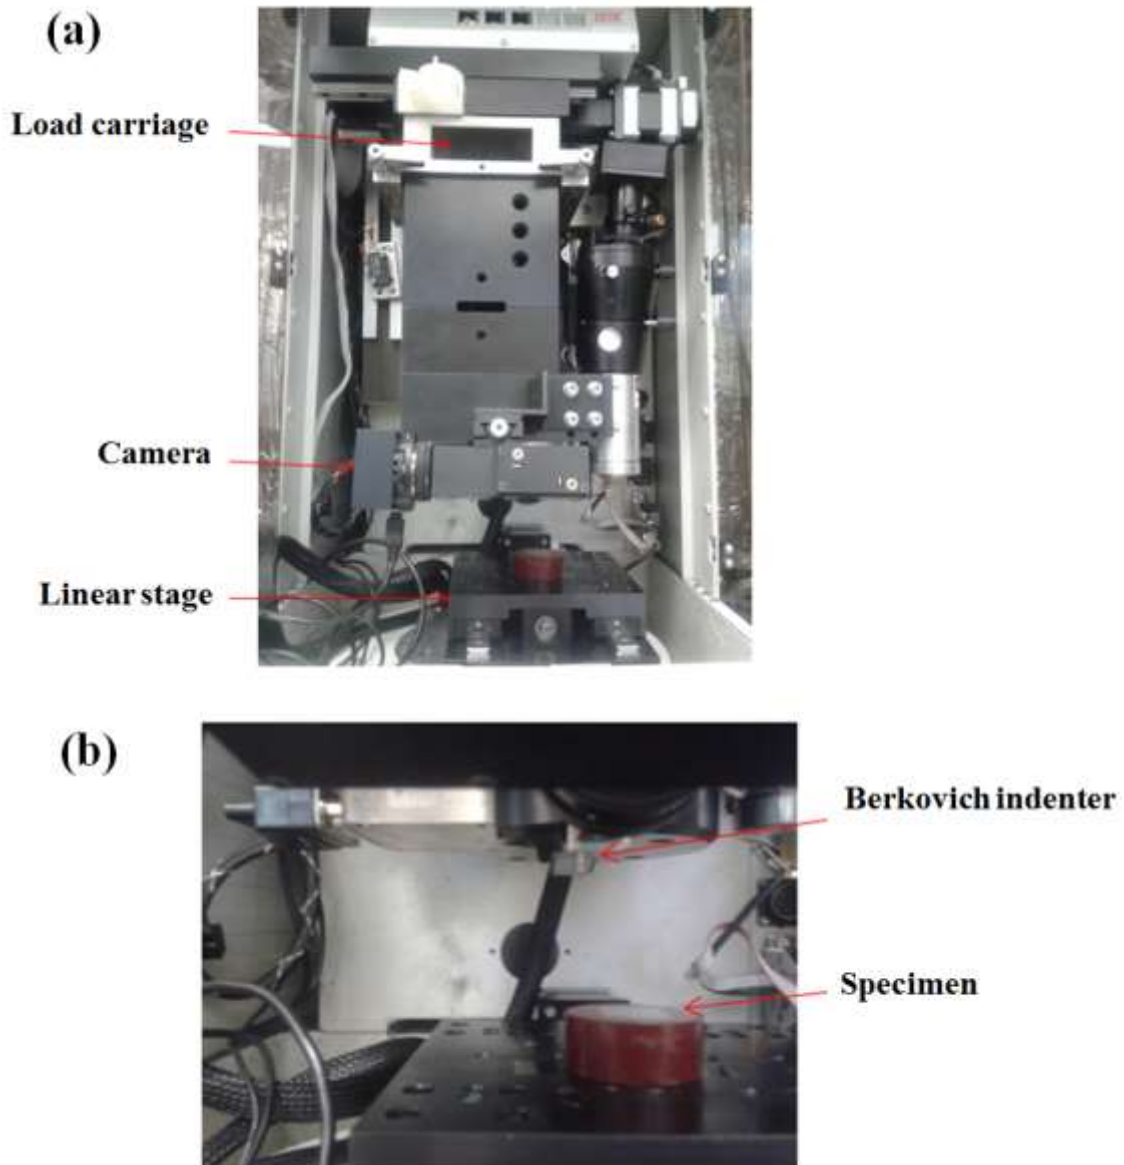 (a)
Load carriage
Camera
Linear stage
(b)
Berkovich indenter
Specimen